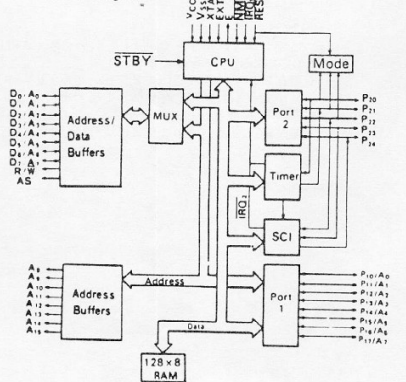 VCC VSS XTAL EXTAL E NMI IRQ1 RES
STBY
CPU
Mode
D0/A0
D1 A1
D2/A2
D3/A3
D4/A4
D5/A5
D6/A6
D7 A7
R/W
AS
Address/
Data
Buffers
MUX
Port
2
P20
P21
P22
P23
P24
Timer
IRQ2
SCI
A8
A9
A10
A11
A12
A13
A14
A15
Address
Buffers
Address
Data
Port
1
P10/A0
P11/A1
P12/A2
P13/A3
P14/A4
P15/A5
P16/A6
P17/A7
128×8
RAM